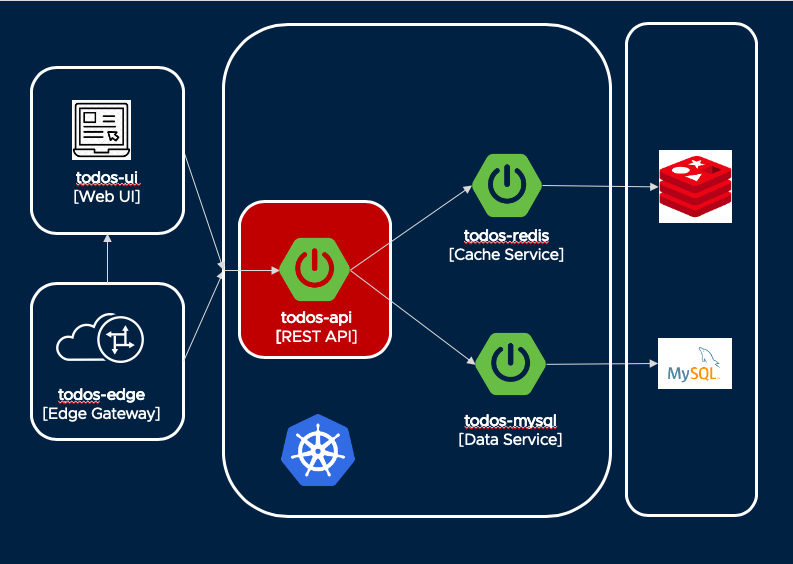 todos-ui
[Web UI]
todos-edge
[Edge Gateway]
todos-api
[REST API]
todos-redis
[Cache Service]
todos-mysql
[Data Service]
MySQL